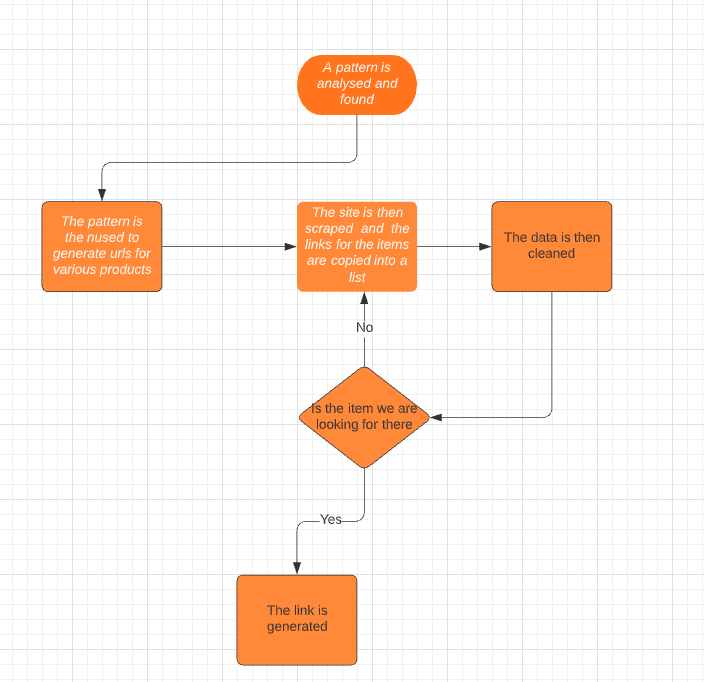 A pattern is
analysed and
found
The pattern is
the nused to
generate urls for
various products
The site is then
scraped and the
links for the items
are copied into a
list
The data is then
cleaned
No
Is the item we are
looking for there
Yes
The link is
generated